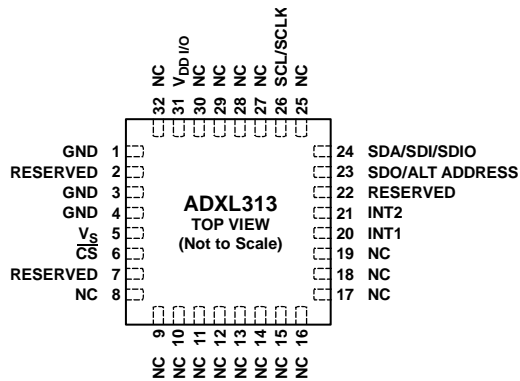 32 NC
31 VDD I/O
30 NC
29 NC
28 NC
27 NC
26 SCL/SCLK
25 NC
GND 1
RESERVED 2
GND 3
GND 4
VS 5
CS 6
RESERVED 7
NC 8
ADXL313
TOP VIEW
(Not to Scale)
24 SDA/SDI/SDIO
23 SDO/ALT ADDRESS
22 RESERVED
21 INT2
20 INT1
19 NC
18 NC
17 NC
NC 9
NC 10
NC 11
NC 12
NC 13
NC 14
NC 15
NC 16